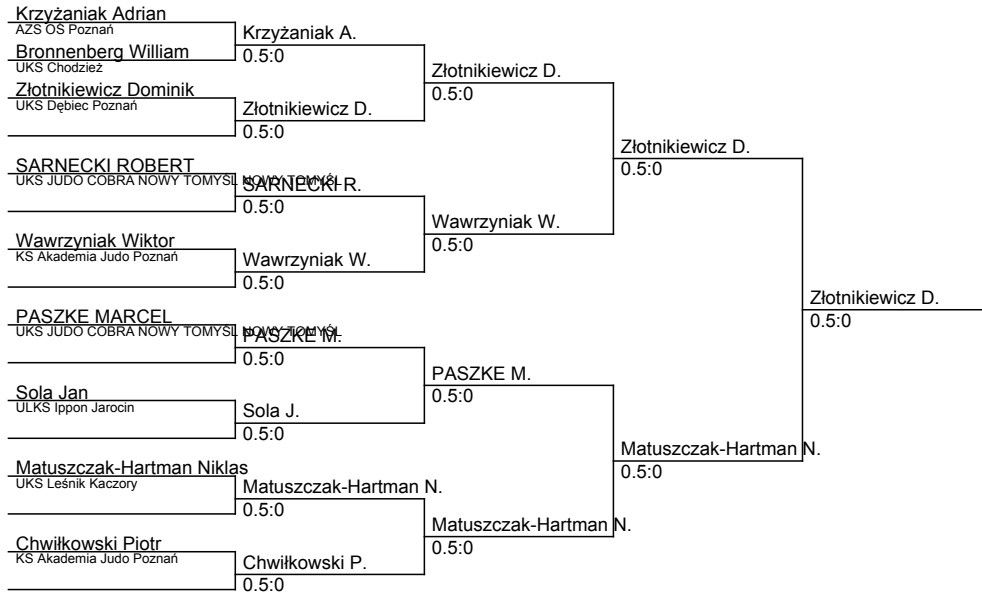 Krzyżaniak Adrian
AZS OŚ Poznań
Bronnenberg William
UKS Chodzież
Złotnikiewicz Dominik
UKS Dębiec Poznań
SARNECKI ROBERT
UKS JUDO COBRA NOWY TOMYŚL NOWY TOMYŚL
Wawrzyniak Wiktor
KS Akademia Judo Poznań
PASZKE MARCEL
UKS JUDO COBRA NOWY TOMYŚL NOWY TOMYŚL
Sola Jan
ULKS Ippon Jarocin
Matuszczak-Hartman Niklas
UKS Leśnik Kaczory
Chwiłkowski Piotr
KS Akademia Judo Poznań
Krzyżaniak A.
0.5:0
Złotnikiewicz D.
0.5:0
SARNECKI R.
0.5:0
Wawrzyniak W.
0.5:0
PASZKE M.
0.5:0
Sola J.
0.5:0
Matuszczak-Hartman N.
0.5:0
Chwiłkowski P.
0.5:0
Złotnikiewicz D.
0.5:0
Wawrzyniak W.
0.5:0
PASZKE M.
0.5:0
Matuszczak-Hartman N.
0.5:0
Złotnikiewicz D.
0.5:0
Matuszczak-Hartman N.
0.5:0
Złotnikiewicz D.
0.5:0